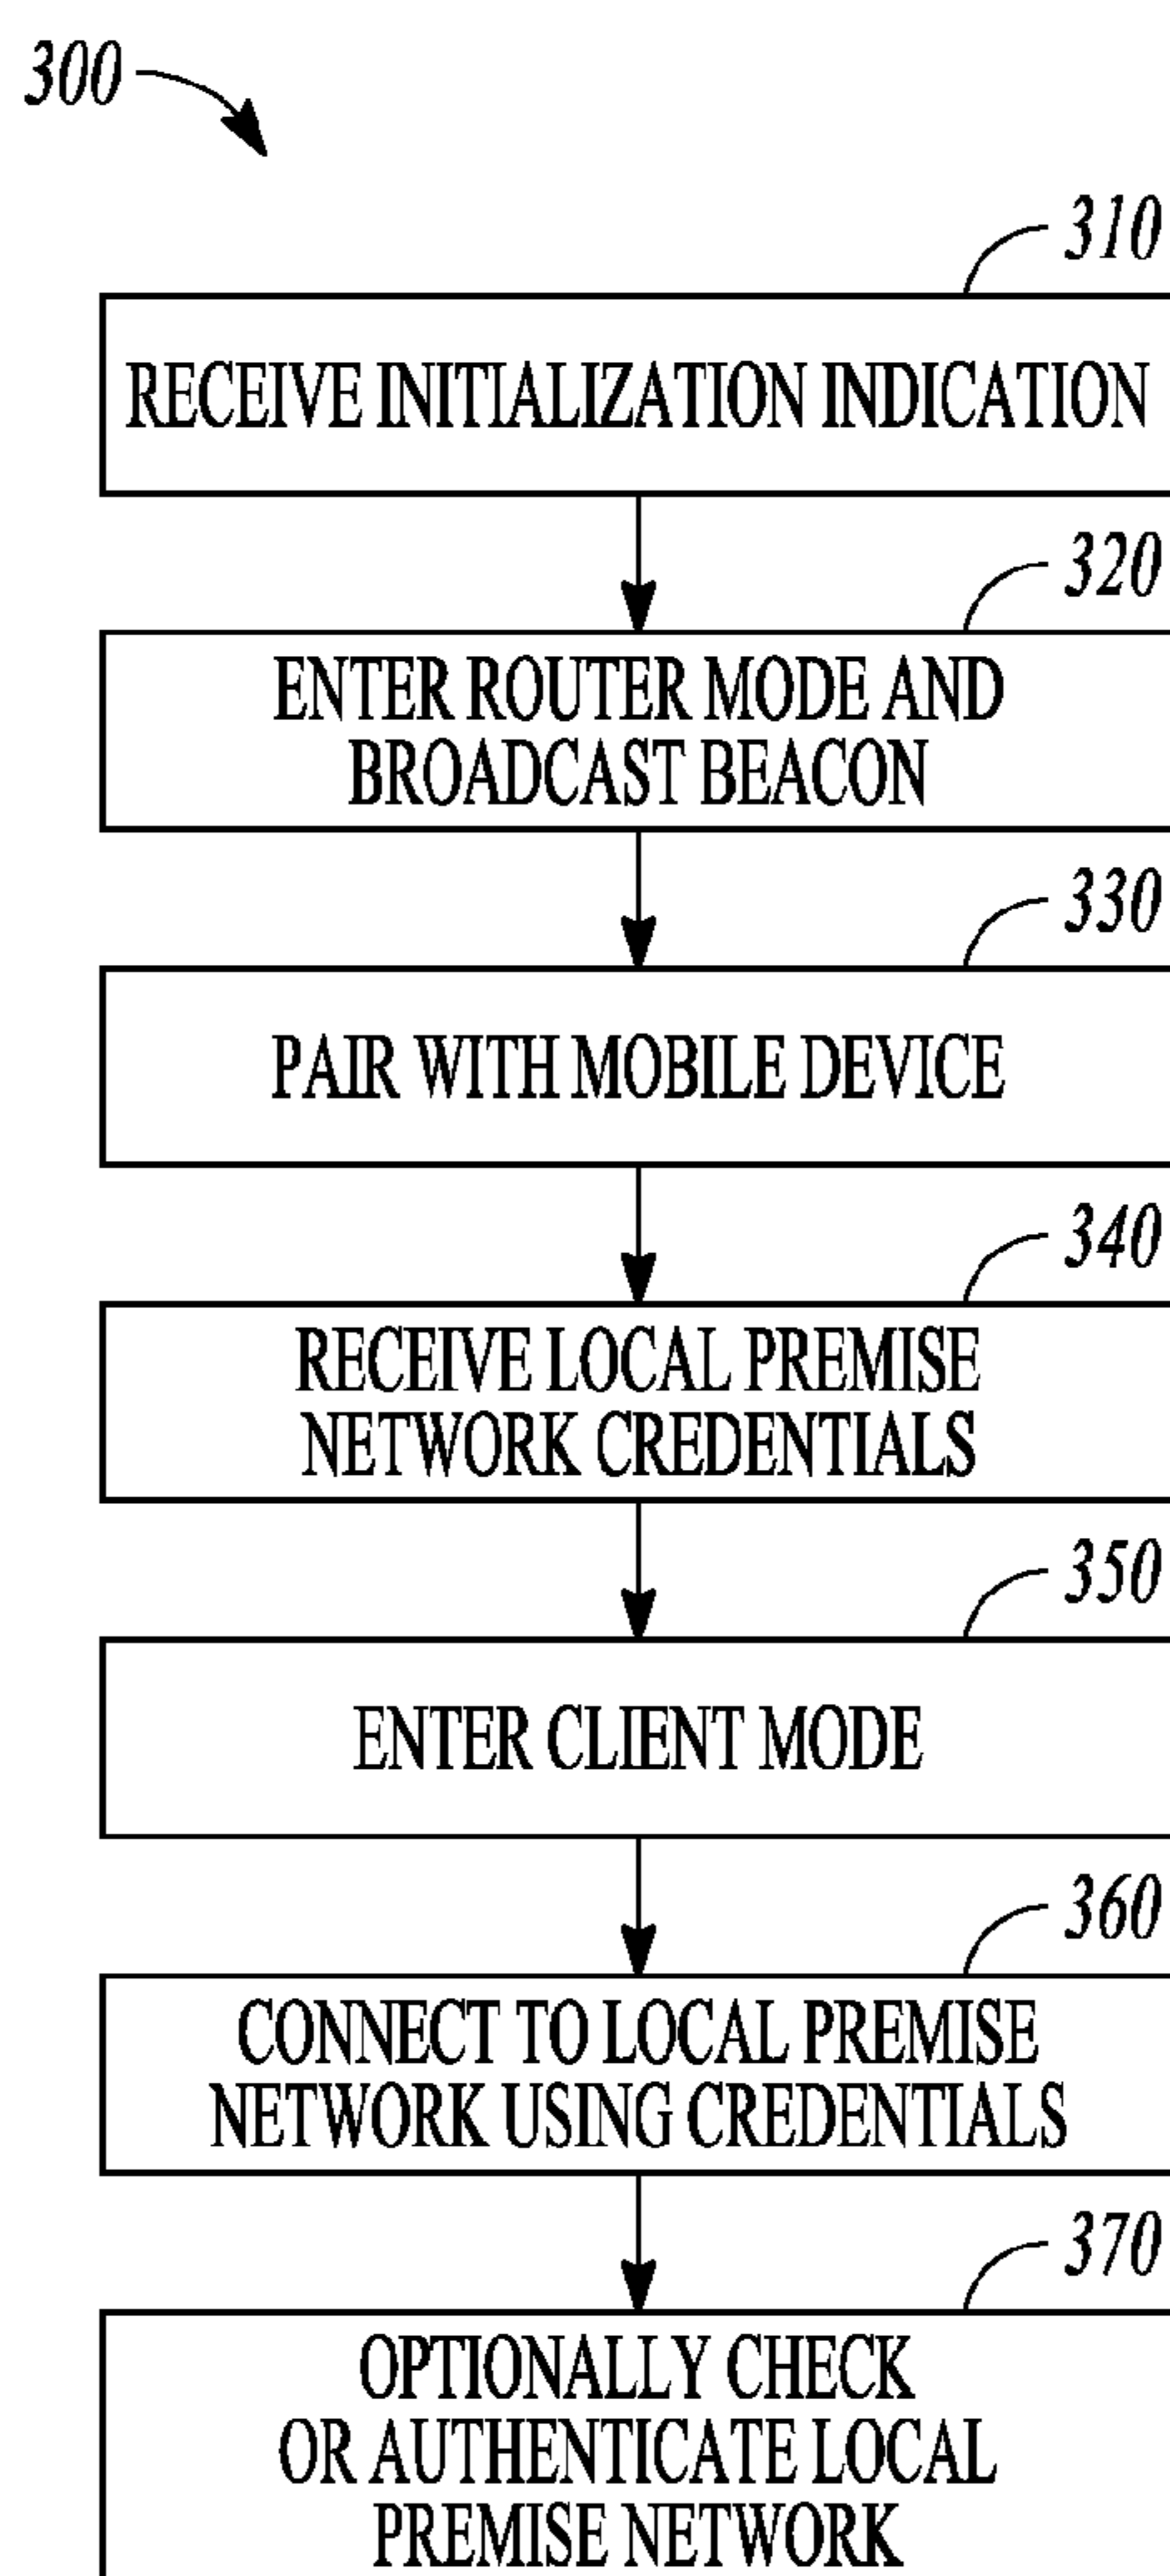 300
310
RECEIVE INITIALIZATION INDICATION
320
ENTER ROUTER MODE AND
BROADCAST BEACON
330
PAIR WITH MOBILE DEVICE
340
RECEIVE LOCAL PREMISE
NETWORK CREDENTIALS
350
ENTER CLIENT MODE
360
CONNECT TO LOCAL PREMISE
NETWORK USING CREDENTIALS
370
OPTIONALLY CHECK
OR AUTHENTICATE LOCAL
PREMISE NETWORK